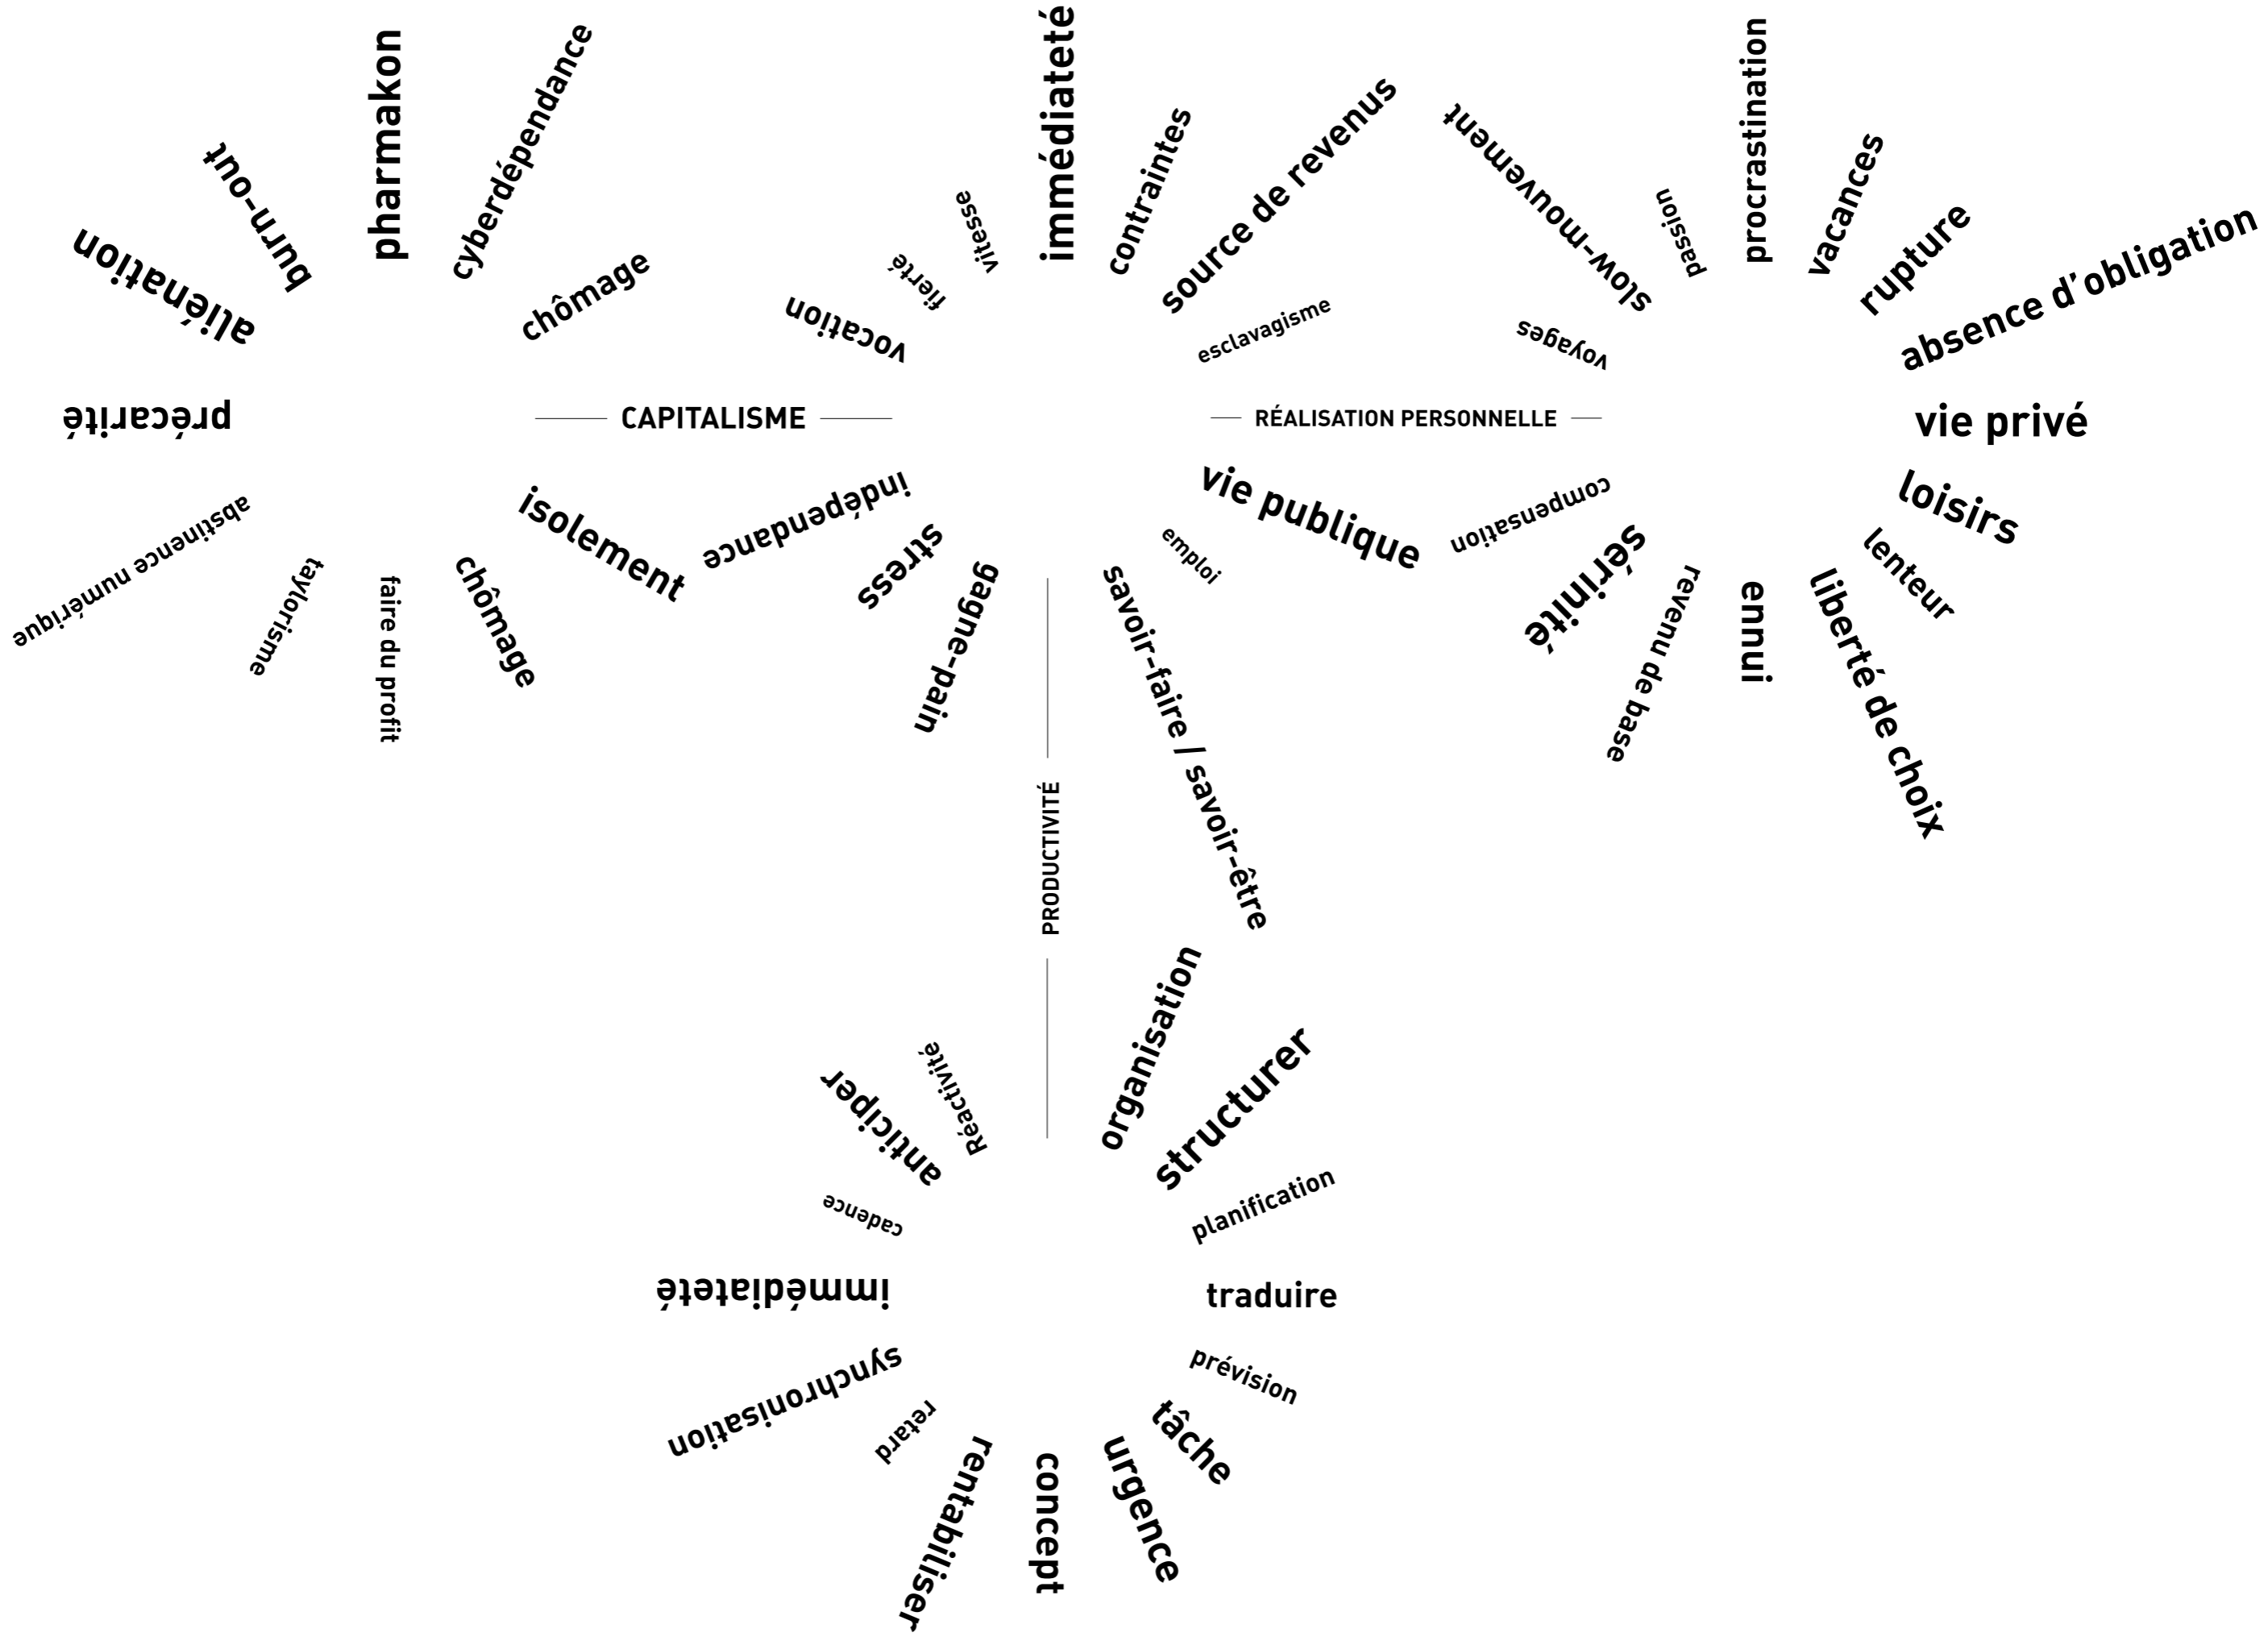 pharmakon
cyberdépendance
chômage
isolement
chômage
faire du profit
taylorisme
abstinence numérique
précarité
aliénation
burn-out
CAPITALISME
immédiateté
contraintes
source de revenus
esclavagisme
RÉALISATION PERSONNELLE
vie publique
emploi
savoir-faire / savoir-être
PRODUCTIVITÉ
gagne-pain
stress
indépendance
vocation
fierté
vitesse
procrastination
vacances
rupture
absence d'obligation
vie privé
loisirs
lenteur
liberté de choix
ennui
revenu de base
sérinité
compensation
voyages
slow-mouvement
passion
organisation
structurer
planification
traduire
prévision
tâche
urgence
concept
rentabiliser
retard
synchronisation
immédiateté
cadence
anticiper
Réactivité